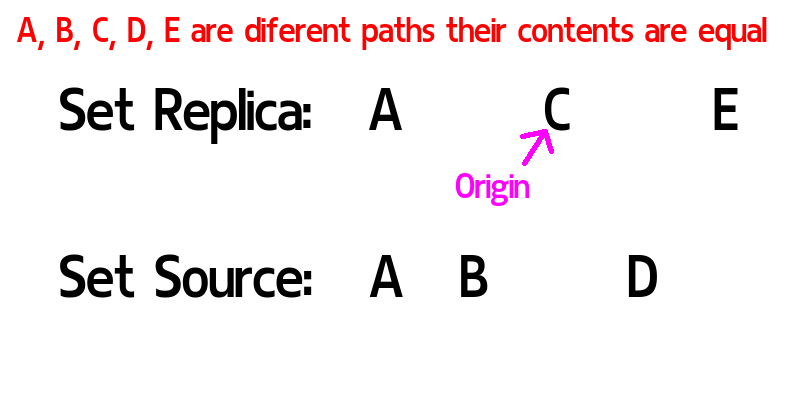 A, B, C, D, E are diferent paths their contents are equal
Set Replica: A C E
Origin
Set Source: A B D